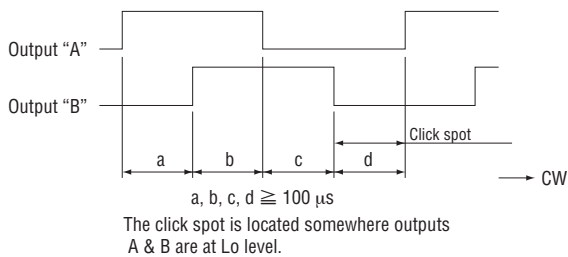 Output “A”
Output “B”
Click spot
a b c d
CW
a, b, c, d ≧ 100 μs
The click spot is located somewhere outputs
A & B are at Lo level.